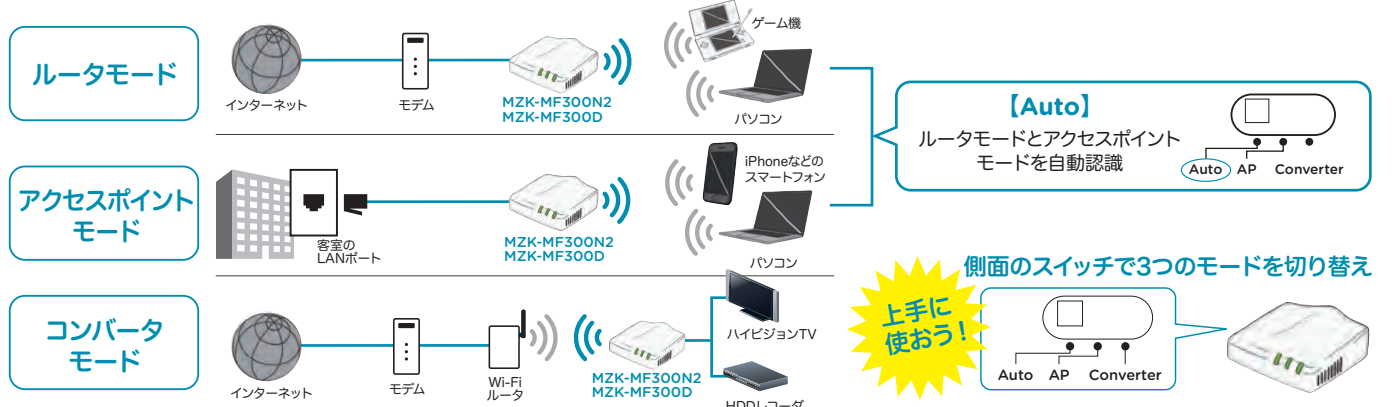 ルータモード
インターネット
モデム
MZK-MF300N2
MZK-MF300D
ゲーム機
パソコン
アクセスポイント
モード
客室の
LANポート
MZK-MF300N2
MZK-MF300D
iPhoneなどの
スマートフォン
パソコン
コンバータ
モード
インターネット
モデム
Wi-Fi
ルータ
MZK-MF300N2
MZK-MF300D
ハイビジョンTV
HDDレコーダ
【Auto】
ルータモードとアクセスポイント
モードを自動認識
Auto AP Converter
側面のスイッチで3つのモードを切り替え
上手に
使おう!
Auto AP Converter